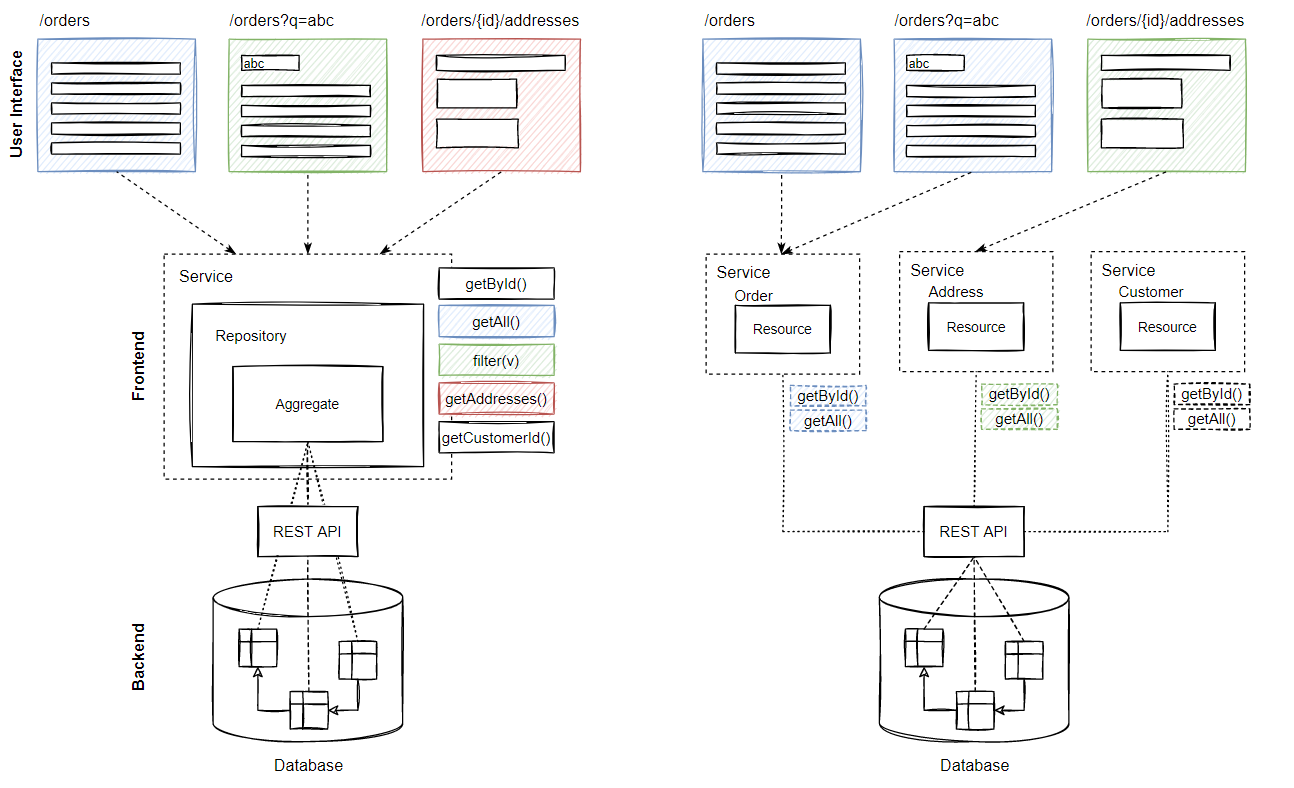 /orders
/orders?q=abc
/orders/{id}/addresses
User Interface
abc
Service
Repository
Aggregate
getById()
getAll()
filter(v)
getAddresses()
getCustomerId()
Frontend
REST API
Backend
Database
/orders
/orders?q=abc
/orders/{id}/addresses
abc
Service
Order
Resource
Service
Address
Resource
Service
Customer
Resource
getById()
getAll()
getById()
getAll()
getById()
getAll()
REST API
Database